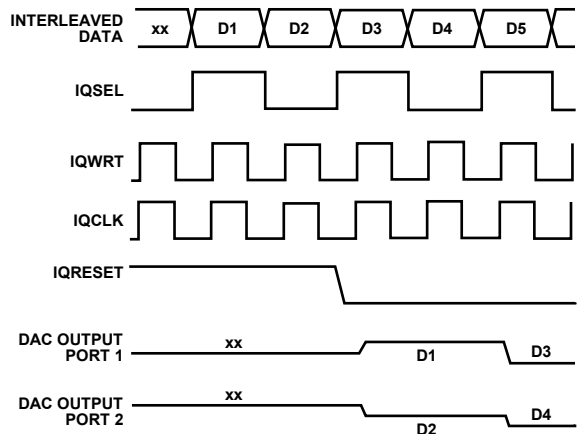 INTERLEAVED
DATA
xx D1 D2 D3 D4 D5
IQSEL
IQWRT
IQCLK
IQRESET
DAC OUTPUT
PORT 1
xx D1 D3
DAC OUTPUT
PORT 2
xx D2 D4